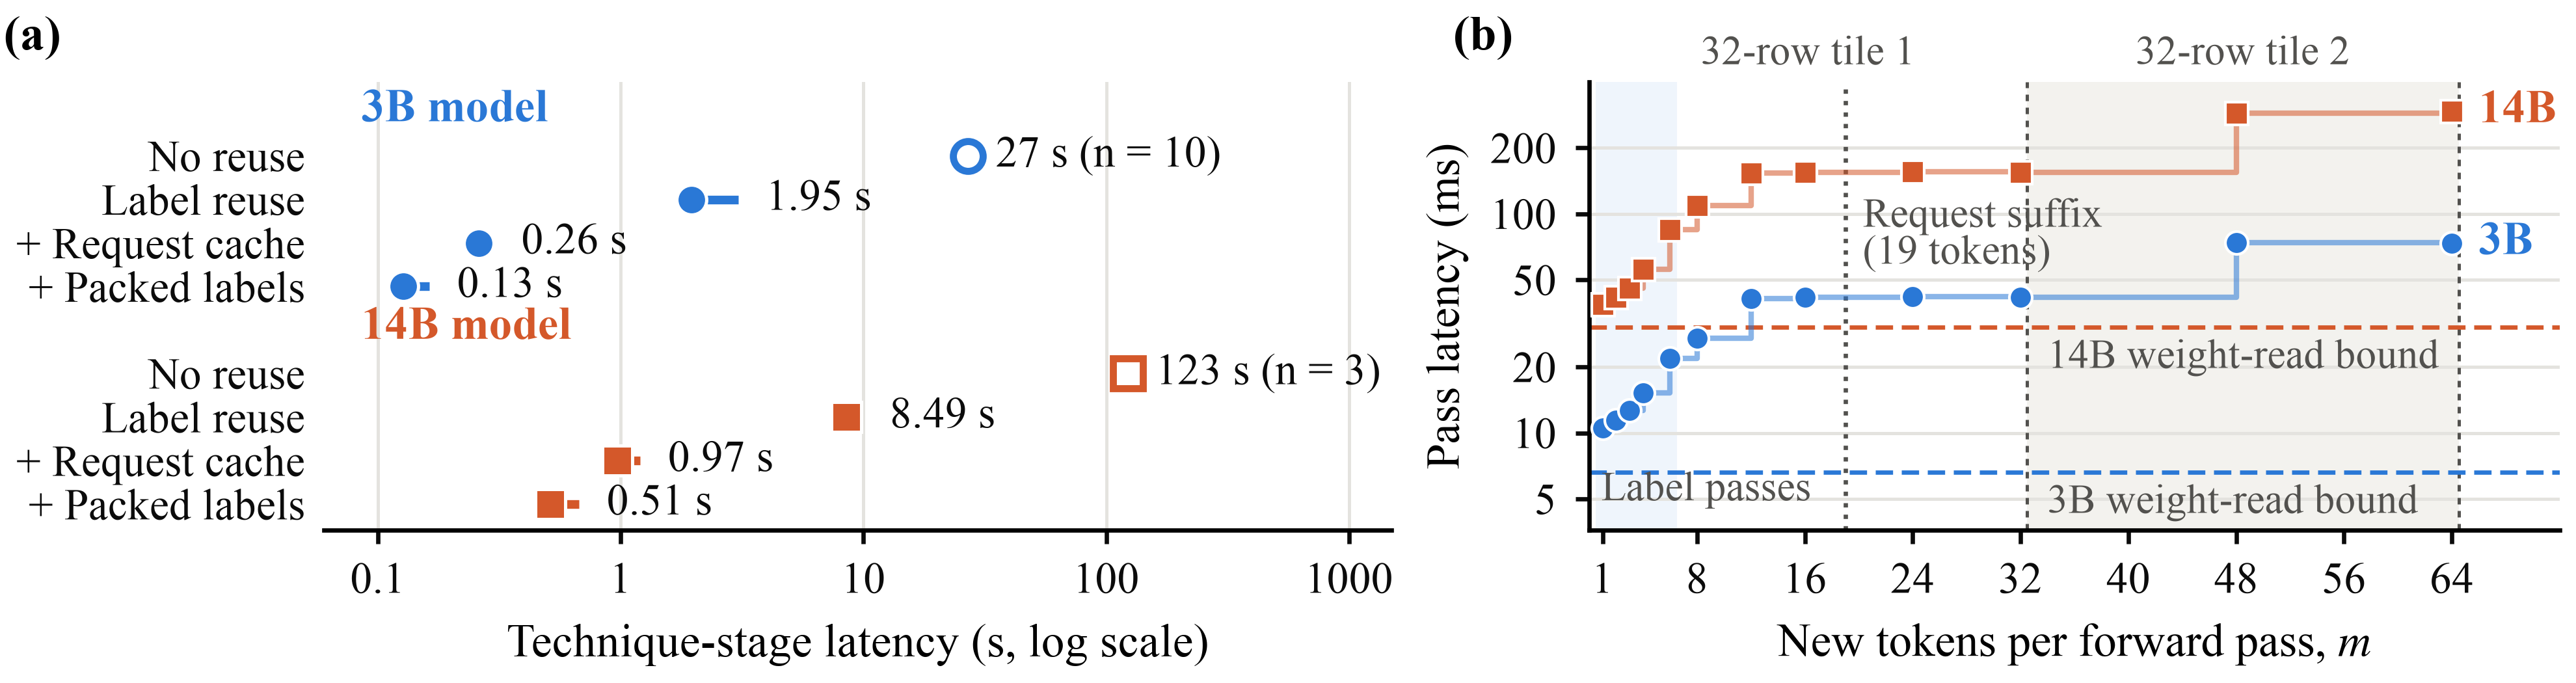 (a)
3B model
No reuse
27 s (n = 10)
Label reuse
1.95 s
+ Request cache
0.26 s
+ Packed labels
0.13 s
14B model
No reuse
123 s (n = 3)
Label reuse
8.49 s
+ Request cache
0.97 s
+ Packed labels
0.51 s
0.1 1 10 100 1000
Technique-stage latency (s, log scale)
(b)
32-row tile 1
32-row tile 2
Pass latency (ms)
200
100
50
20
10
5
14B
3B
Request suffix
(19 tokens)
14B weight-read bound
Label passes
3B weight-read bound
1 8 16 24 32 40 48 56 64
New tokens per forward pass, m